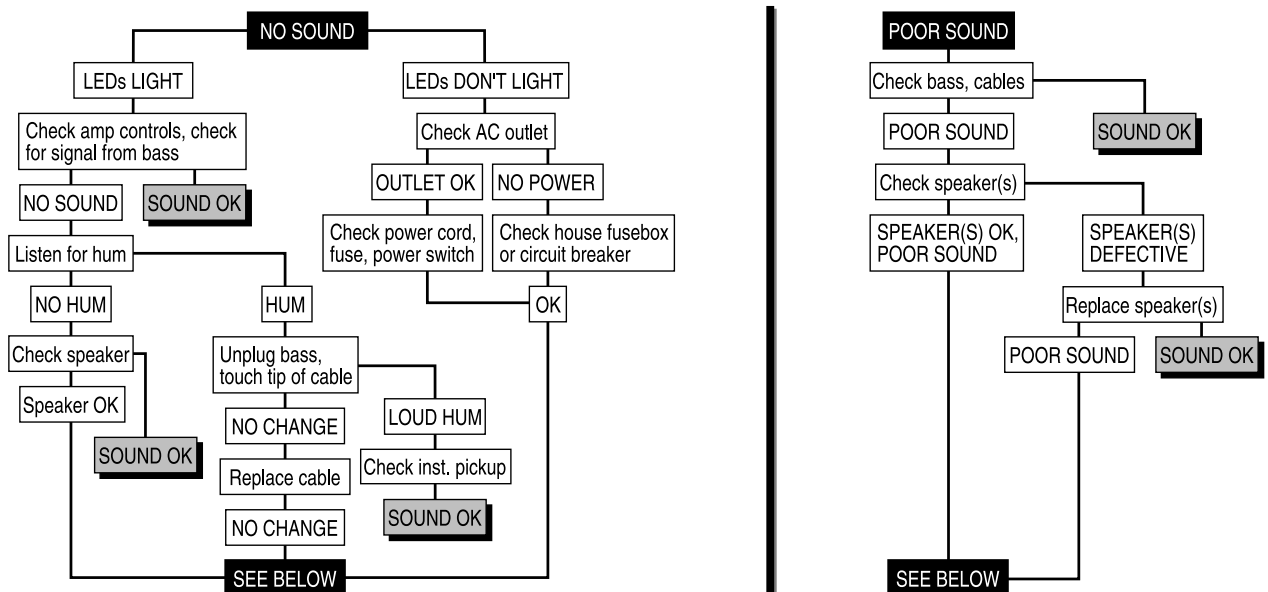 NO SOUND
LEDs LIGHT
LEDs DON'T LIGHT
Check amp controls, check
for signal from bass
Check AC outlet
NO SOUND
SOUND OK
OUTLET OK
NO POWER
Listen for hum
Check power cord,
fuse, power switch
Check house fusebox
or circuit breaker
NO HUM
HUM
OK
Check speaker
Unplug bass,
touch tip of cable
Speaker OK
NO CHANGE
LOUD HUM
SOUND OK
Replace cable
Check inst. pickup
NO CHANGE
SOUND OK
SEE BELOW
POOR SOUND
Check bass, cables
POOR SOUND
SOUND OK
Check speaker(s)
SPEAKER(S) OK,
POOR SOUND
SPEAKER(S)
DEFECTIVE
Replace speaker(s)
POOR SOUND
SOUND OK
SEE BELOW